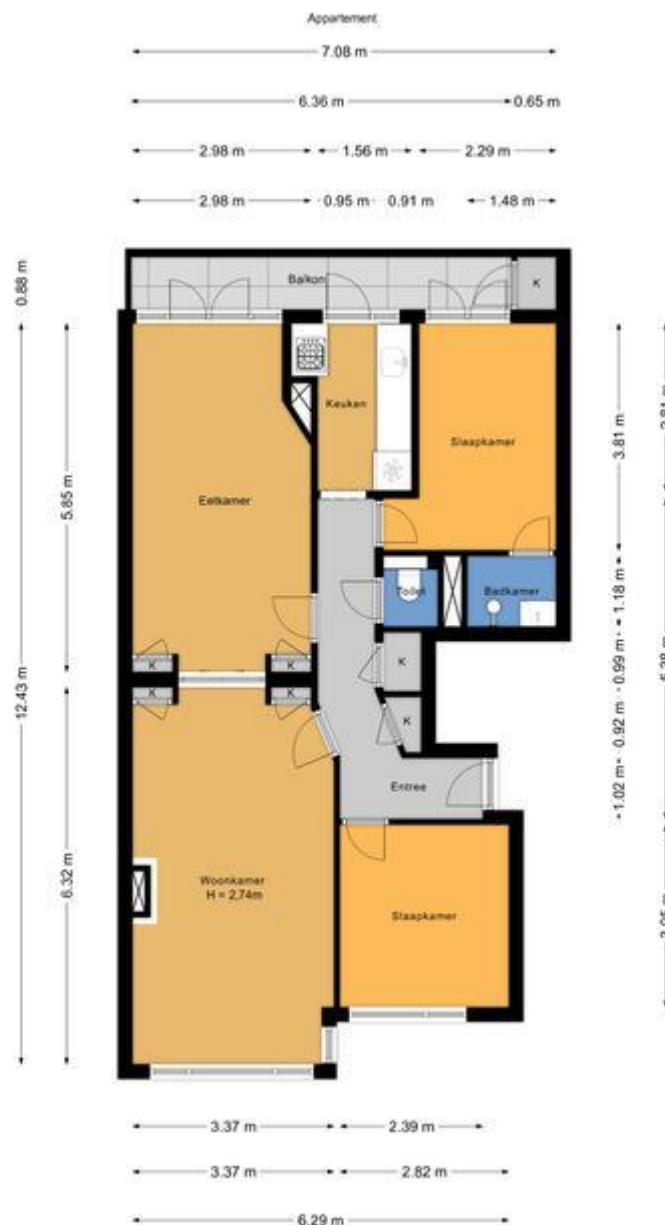 Appartement
7.08 m
6.36 m
0.65 m
2.98 m
1.56 m
2.29 m
2.98 m
0.95 m
0.91 m
1.48 m
0.88 m
Balkon
K
Keuken
Slaapkamer
3.81 m
5.85 m
Eetkamer
Toilet
Badkamer
1.18 m
K
K
K
0.99 m
K
K
12.43 m
K
0.92 m
Entree
1.02 m
6.32 m
Woonkamer
H = 2,74m
Slaapkamer
3.37 m
2.39 m
3.37 m
2.82 m
6.29 m